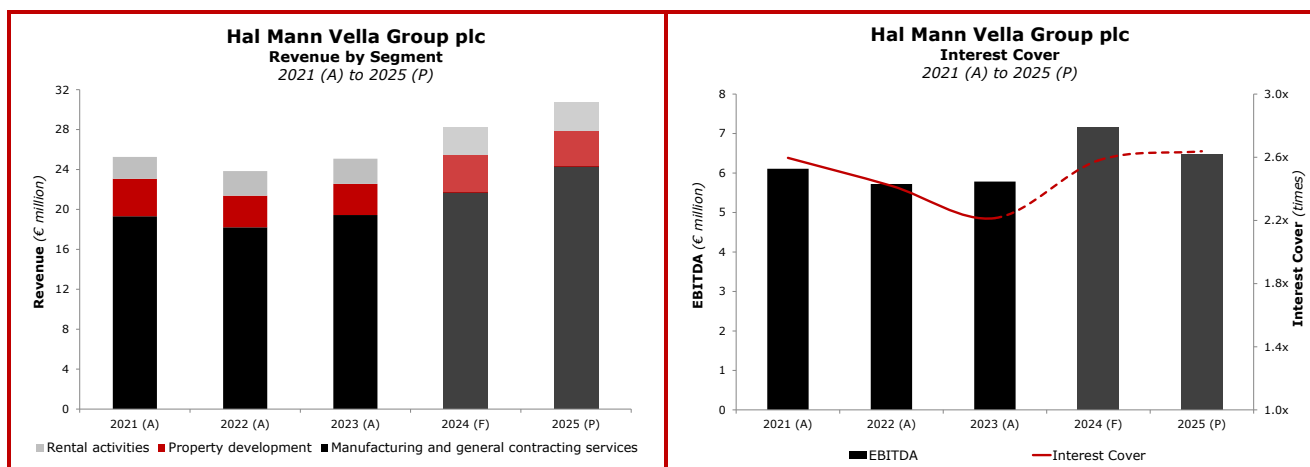 Hal Mann Vella Group plc
Revenue by Segment
2021 (A) to 2025 (P)
Revenue (€ million)
32
28
24
20
16
12
8
4
0
2021 (A)
2022 (A)
2023 (A)
2024 (F)
2025 (P)
Rental activities
Property development
Manufacturing and general contracting services
Hal Mann Vella Group plc
Interest Cover
2021 (A) to 2025 (P)
EBITDA (€ million)
8
7
6
5
4
3
2
1
0
3.0x
2.6x
2.2x
1.8x
1.4x
1.0x
Interest Cover (times)
2021 (A)
2022 (A)
2023 (A)
2024 (F)
2025 (P)
EBITDA
Interest Cover